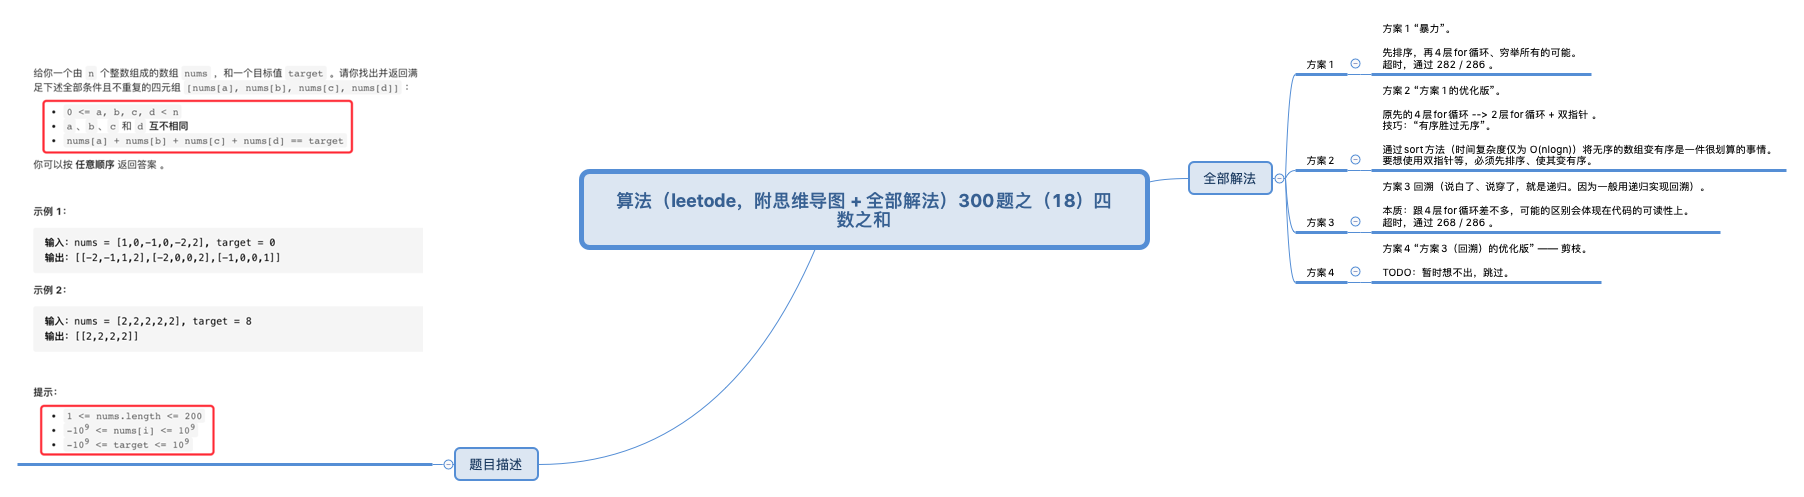 给你一个由 n 个整数组成的数组 nums ，和一个目标值 target 。请你找出并返回满
足下述全部条件且不重复的四元组 [nums[a], nums[b], nums[c], nums[d]] ：
• 0 <= a, b, c, d < n
• a 、b 、c 和 d 互不相同
• nums[a] + nums[b] + nums[c] + nums[d] == target
你可以按 任意顺序 返回答案 。
示例 1：
输入：nums = [1,0,-1,0,-2,2], target = 0
输出：[[-2,-1,1,2],[-2,0,0,2],[-1,0,0,1]]
示例 2：
输入：nums = [2,2,2,2,2], target = 8
输出：[[2,2,2,2]]
提示：
• 1 <= nums.length <= 200
• -10⁹ <= nums[i] <= 10⁹
• -10⁹ <= target <= 10⁹
题目描述
算法（leetode，附思维导图 + 全部解法）300题之（18）四
数之和
全部解法
方案 1
方案 1 “暴力”。
先排序，再 4 层 for 循环、穷举所有的可能。
超时，通过 282 / 286 。
方案 2
方案 2 “方案 1 的优化版”。
原先的 4 层 for 循环 --> 2 层 for 循环 + 双指针 。
技巧：“有序胜过无序”。
通过 sort 方法（时间复杂度仅为 O(nlogn)）将无序的数组变有序是一件很划算的事情。
要想使用双指针等，必须先排序、使其变有序。
方案 3
方案 3 回溯（说白了、说穿了，就是递归。因为一般用递归实现回溯）。
本质：跟 4 层 for 循环差不多，可能的区别会体现在代码的可读性上。
超时，通过 268 / 286 。
方案 4
方案 4 “方案 3（回溯）的优化版” —— 剪枝。
TODO：暂时想不出，跳过。